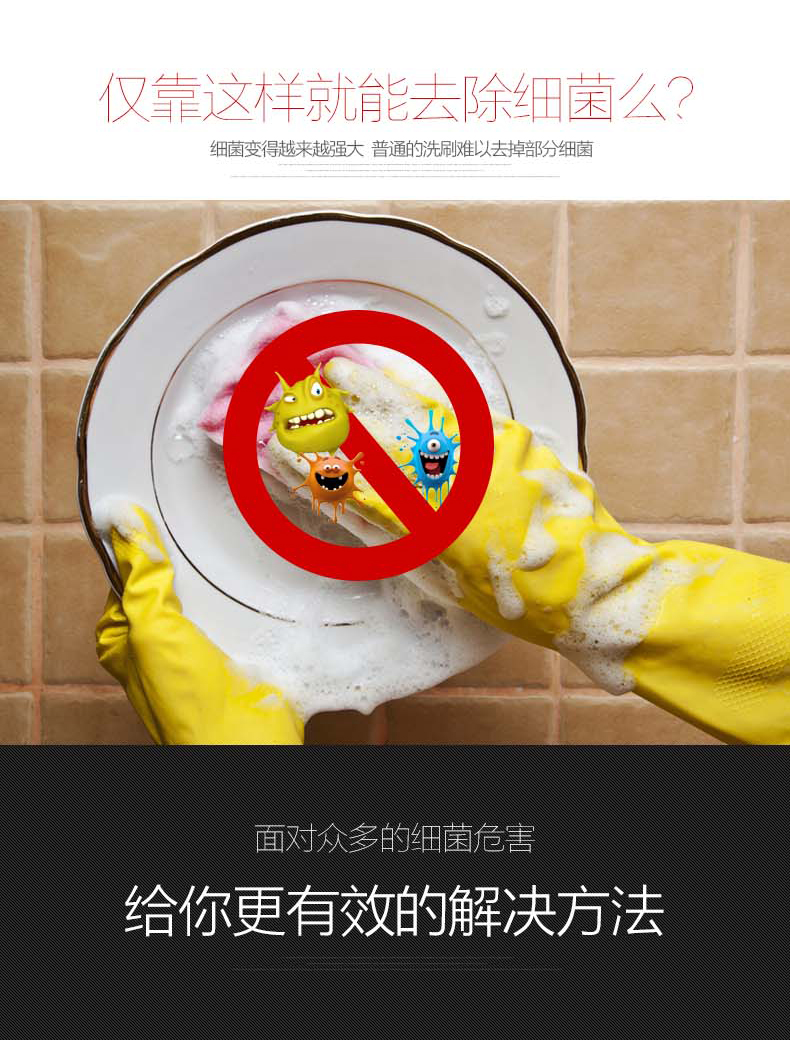 仅靠这样就能去除细菌么?
细菌变得越来越强大 普通的洗刷难以去掉部分细菌
面对众多的细菌危害
给你更有效的解决方法